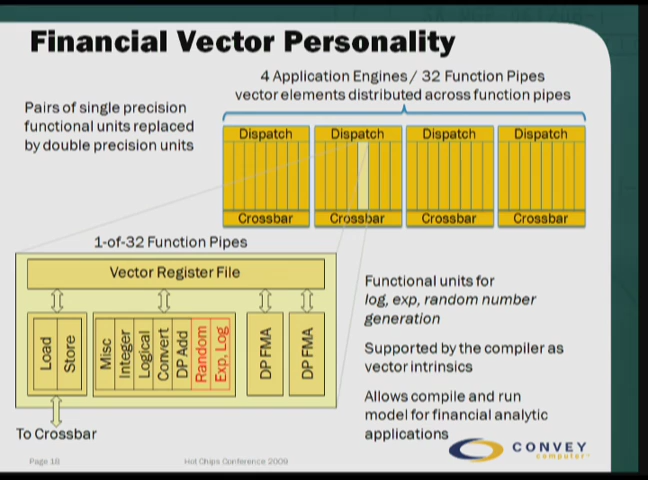 Financial Vector Personality
4 Application Engines / 32 Function Pipes
vector elements distributed across function pipes
Pairs of single precision
functional units replaced
by double precision units
Dispatch
Dispatch
Dispatch
Dispatch
Crossbar
Crossbar
Crossbar
Crossbar
1-of-32 Function Pipes
Vector Register File
Load
Store
Misc
Integer
Logical
Convert
DP Add
Random
Exp, Log
DP FMA
DP FMA
To Crossbar
Functional units for
log, exp, random number
generation
Supported by the compiler as
vector intrinsics
Allows compile and run
model for financial analytic
applications
CONVEY
computer
Page 18
Hot Chips Conference 2009